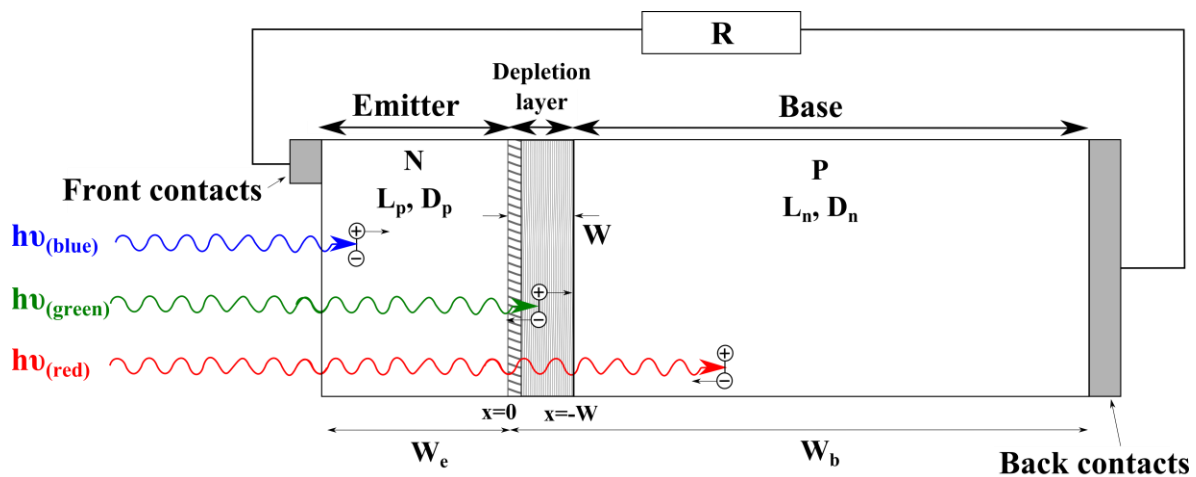 R
Depletion
layer
Emitter
Base
N
P
Front contacts
Lp, Dp
Ln, Dn
hυ(blue)
W
hυ(green)
hυ(red)
x=0
x=-W
We
Wb
Back contacts